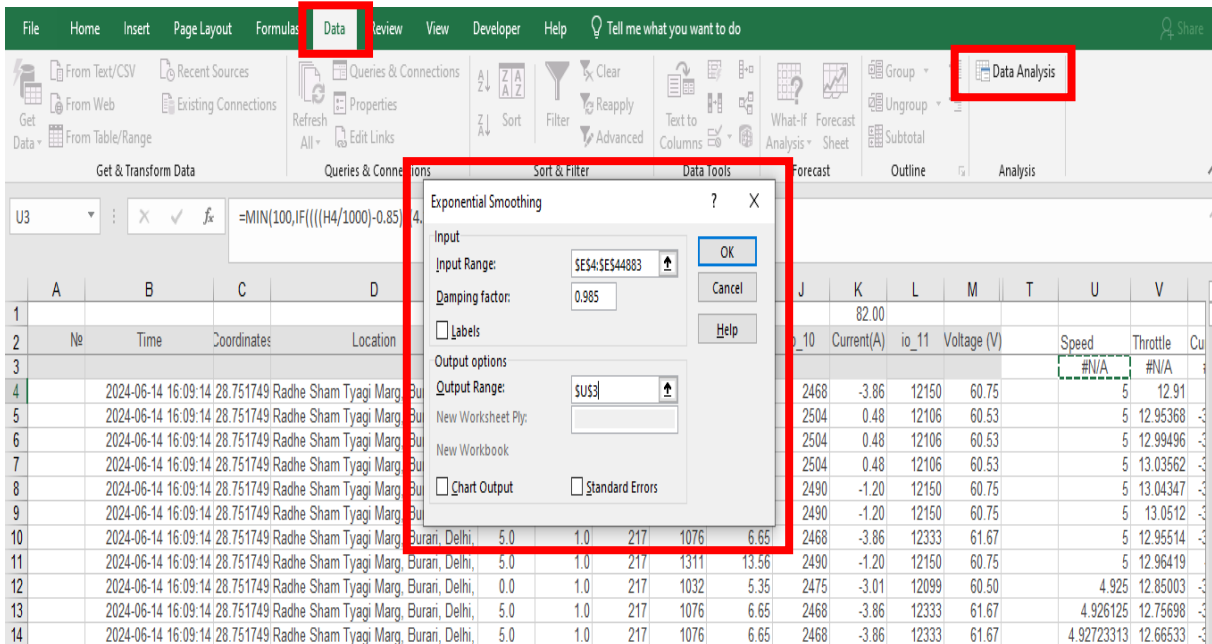 File Home Insert Page Layout Formulas Data Review View Developer Help Tell me what you want to do Share
From Text/CSV Recent Sources Queries & Connections Clear Group Data Analysis
From Web Existing Connections Properties Reapply Ungroup
Get Data From Table/Range Refresh All Edit Links Sort Filter Advanced Text to Columns What-If Analysis Forecast Sheet Subtotal
Get & Transform Data Queries & Connections Sort & Filter Data Tools Forecast Outline Analysis
U3 fx =MIN(100,IF((((H4/1000)-0.85)
Exponential Smoothing ? X
Input
Input Range: $E$4:$E$44883 OK
Damping factor: 0.985 Cancel
Labels Help
Output options
Output Range: $U$3
New Worksheet Ply:
New Workbook
Chart Output Standard Errors
A B C D J K L M T U V
1 82.00
2 № Time Coordinates Location _10 Current(A) io_11 Voltage (V) Speed Throttle Cu
3 #N/A #N/A
4 2024-06-14 16:09:14 28.751749 Radhe Sham Tyagi Marg, Bu 2468 -3.86 12150 60.75 5 12.91
5 2024-06-14 16:09:14 28.751749 Radhe Sham Tyagi Marg, Bu 2504 0.48 12106 60.53 5 12.95368
6 2024-06-14 16:09:14 28.751749 Radhe Sham Tyagi Marg, Bu 2504 0.48 12106 60.53 5 12.99496
7 2024-06-14 16:09:14 28.751749 Radhe Sham Tyagi Marg, Bu 2504 0.48 12106 60.53 5 13.03562
8 2024-06-14 16:09:14 28.751749 Radhe Sham Tyagi Marg, Bu 2490 -1.20 12150 60.75 5 13.04347
9 2024-06-14 16:09:14 28.751749 Radhe Sham Tyagi Marg, Bu 2490 -1.20 12150 60.75 5 13.0512
10 2024-06-14 16:09:14 28.751749 Radhe Sham Tyagi Marg, Burari, Delhi, 5.0 1.0 217 1076 6.65 2468 -3.86 12333 61.67 5 12.95514
11 2024-06-14 16:09:14 28.751749 Radhe Sham Tyagi Marg, Burari, Delhi, 5.0 1.0 217 1311 13.56 2490 -1.20 12150 60.75 5 12.96419
12 2024-06-14 16:09:14 28.751749 Radhe Sham Tyagi Marg, Burari, Delhi, 0.0 1.0 217 1032 5.35 2475 -3.01 12099 60.50 4.925 12.85003
13 2024-06-14 16:09:14 28.751749 Radhe Sham Tyagi Marg, Burari, Delhi, 5.0 1.0 217 1076 6.65 2468 -3.86 12333 61.67 4.926125 12.75698
14 2024-06-14 16:09:14 28.751749 Radhe Sham Tyagi Marg, Burari, Delhi, 5.0 1.0 217 1076 6.65 2468 -3.86 12333 61.67 4.92723313 12.66533